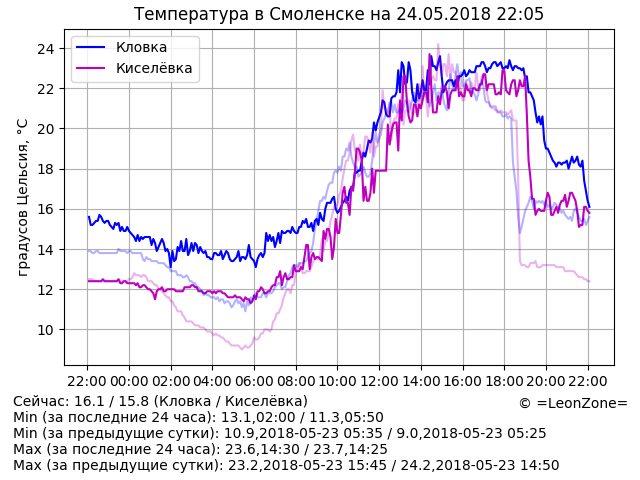 Температура в Смоленске на 24.05.2018 22:05
Кловка
Киселёвка
градусов Цельсия, °C
24
22
20
18
16
14
12
10
22:00 00:00 02:00 04:00 06:00 08:00 10:00 12:00 14:00 16:00 18:00 20:00 22:00
Сейчас: 16.1 / 15.8 (Кловка / Киселёвка)
© =LeonZone=
Min (за последние 24 часа): 13.1,02:00 / 11.3,05:50
Min (за предыдущие сутки): 10.9,2018-05-23 05:35 / 9.0,2018-05-23 05:25
Max (за последние 24 часа): 23.6,14:30 / 23.7,14:25
Max (за предыдущие сутки): 23.2,2018-05-23 15:45 / 24.2,2018-05-23 14:50